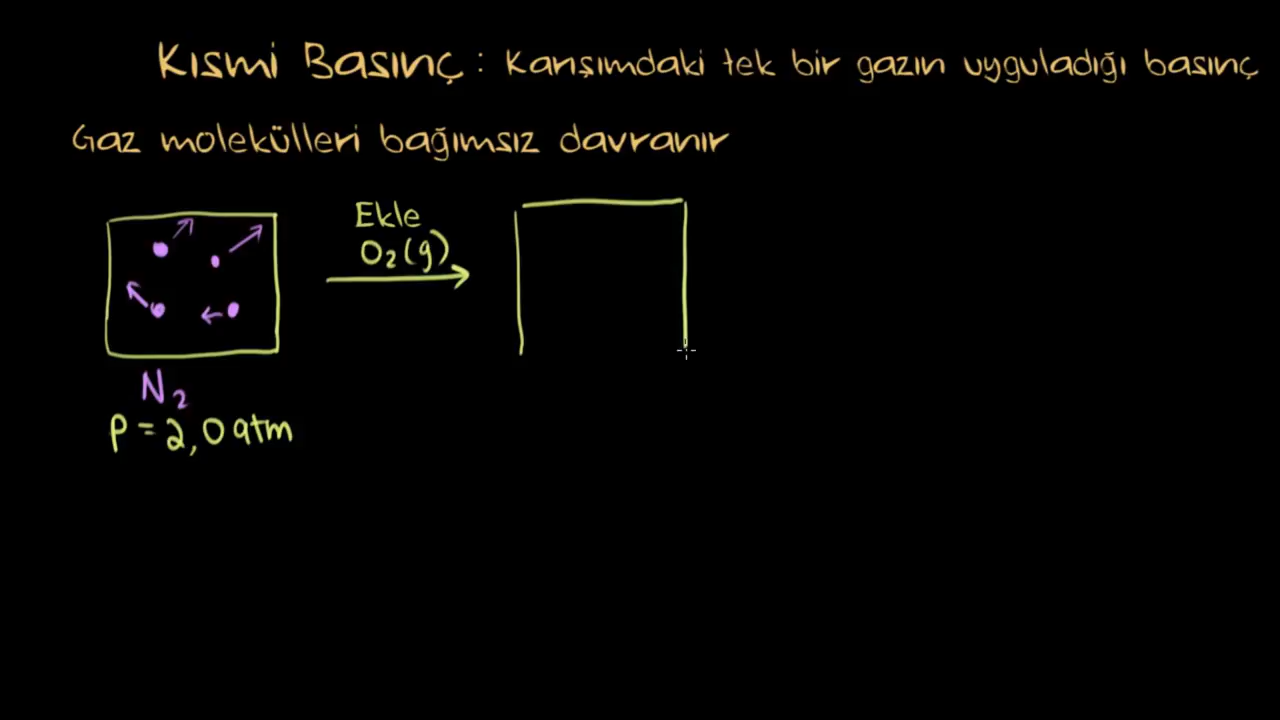 Kısmi Basınç: Karışımdaki tek bir gazın uyguladığı basınç
Gaz molekülleri bağımsız davranır
Ekle
O₂(g)
N₂
P = 2,0 atm